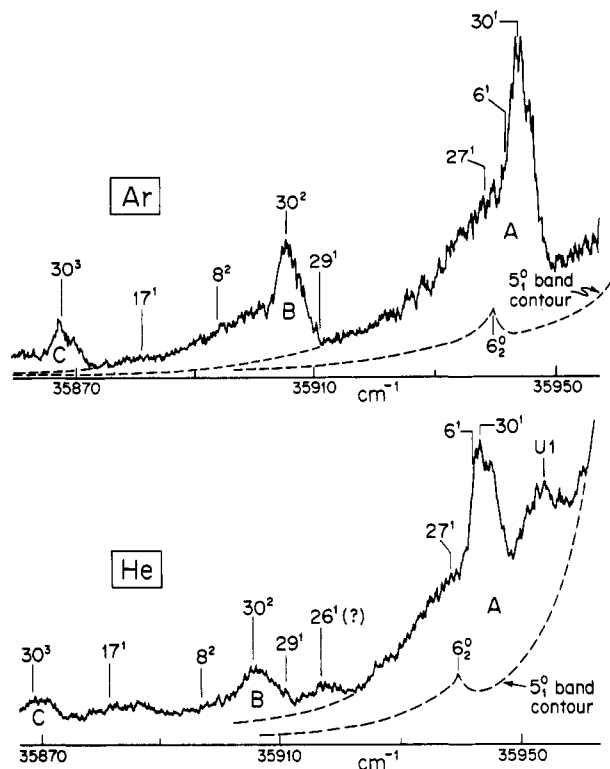 30¹
6¹
27¹
Ar
A
30²
29¹
5⁰₁ band
contour
8²
30³
17¹
B
C
6⁰₂
35870
35910
cm⁻¹
35950
6¹
30¹
U1
27¹
He
A
30²
26¹(?)
29¹
30³
17¹
8²
6⁰₂
B
C
5⁰₁ band
contour
35870
35910
cm⁻¹
35950